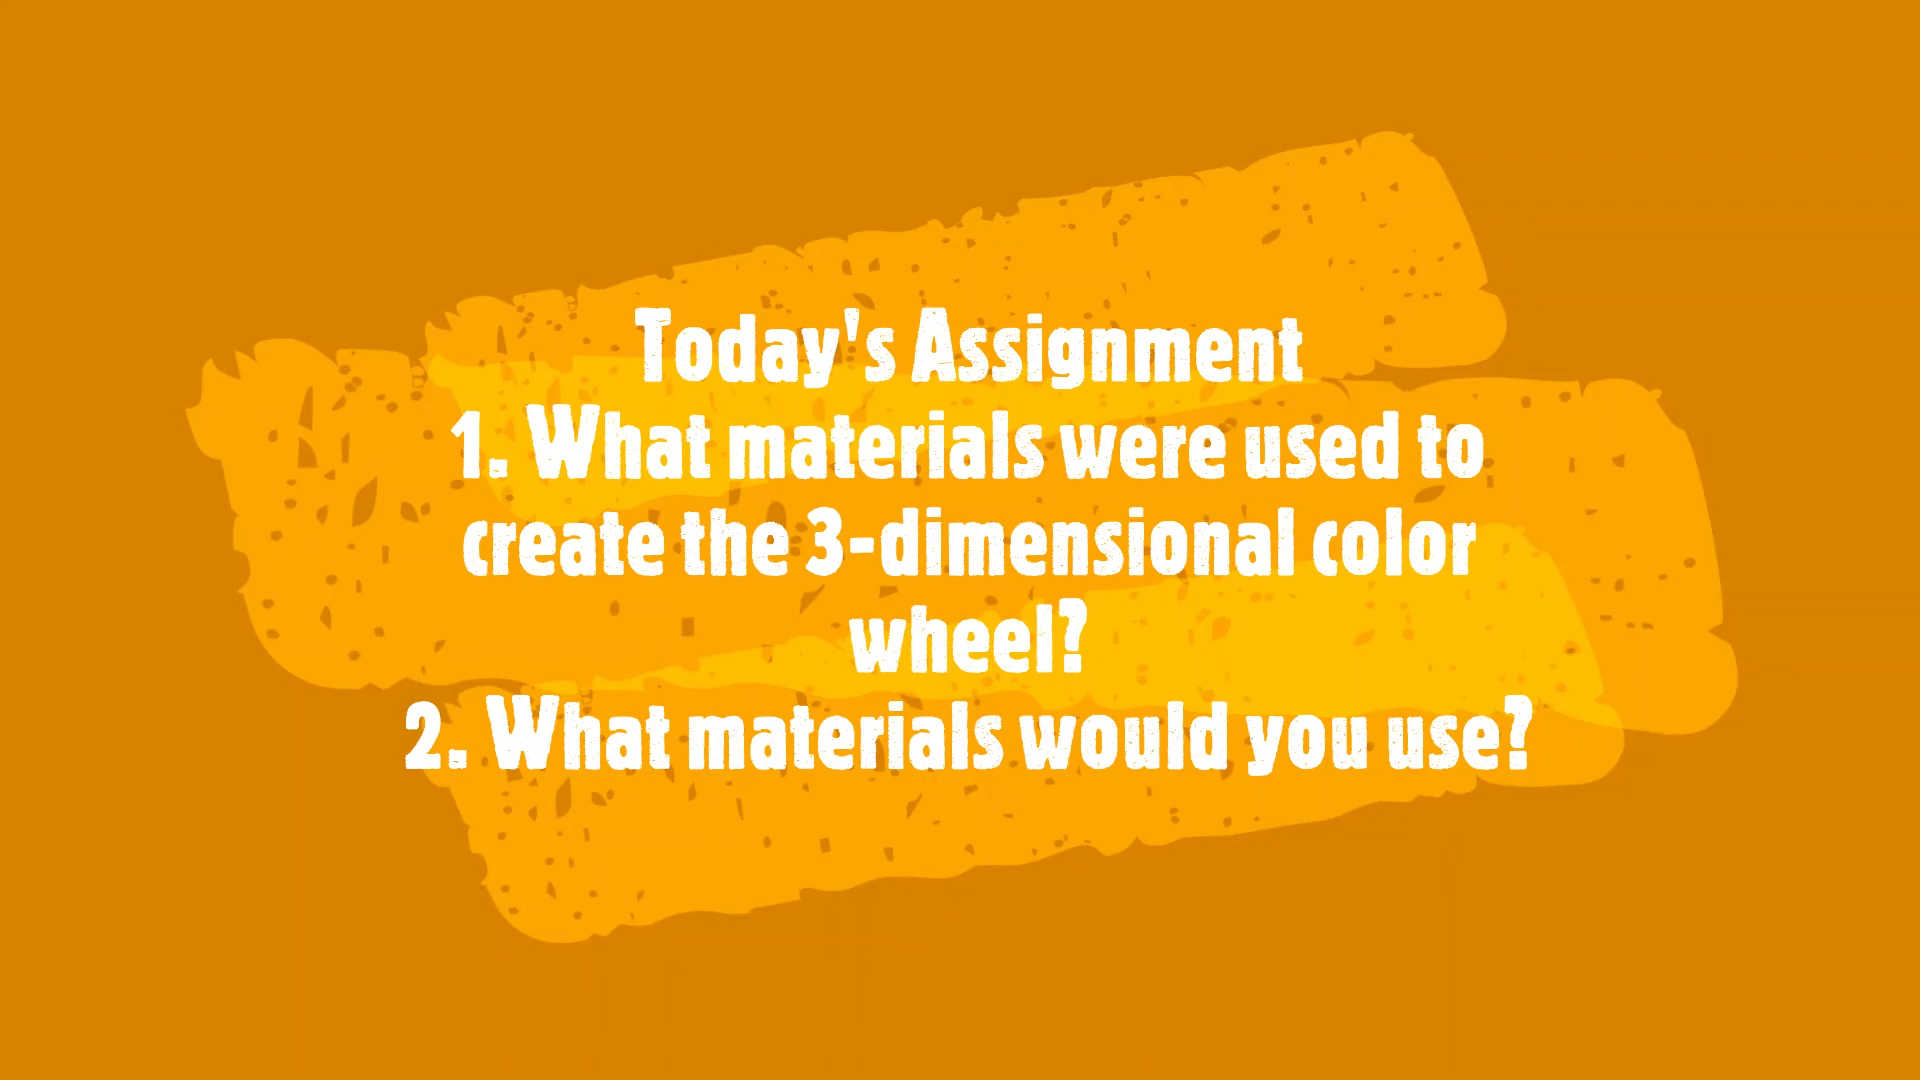 Today's Assignment
1. What materials were used to
create the 3-dimensional color
wheel?
2. What materials would you use?